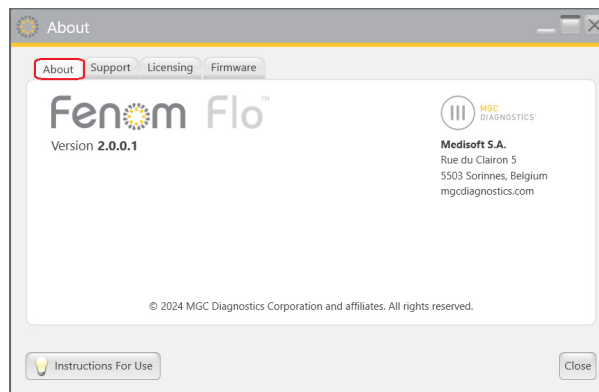 About
About Support Licensing Firmware
Fenom Flo™
Version 2.0.0.1
MGC
DIAGNOSTICS'
Medisoft S.A.
Rue du Clairon 5
5503 Sorinnes, Belgium
mgcdiagnostics.com
© 2024 MGC Diagnostics Corporation and affiliates. All rights reserved.
Instructions For Use
Close